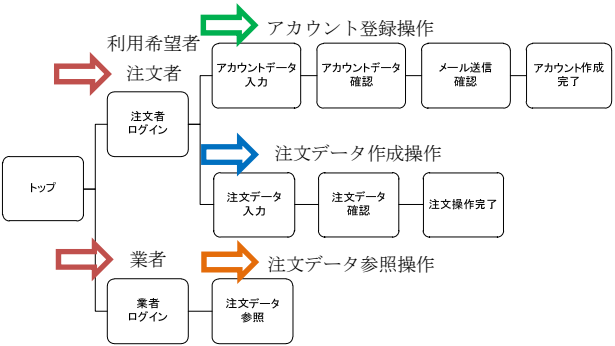 アカウント登録操作
利用希望者
注文者
アカウントデータ
入力
アカウントデータ
確認
メール送信
確認
アカウント作成
完了
注文者
ログイン
注文データ作成操作
トップ
注文データ
入力
注文データ
確認
注文操作完了
業者
注文データ参照操作
業者
ログイン
注文データ
参照